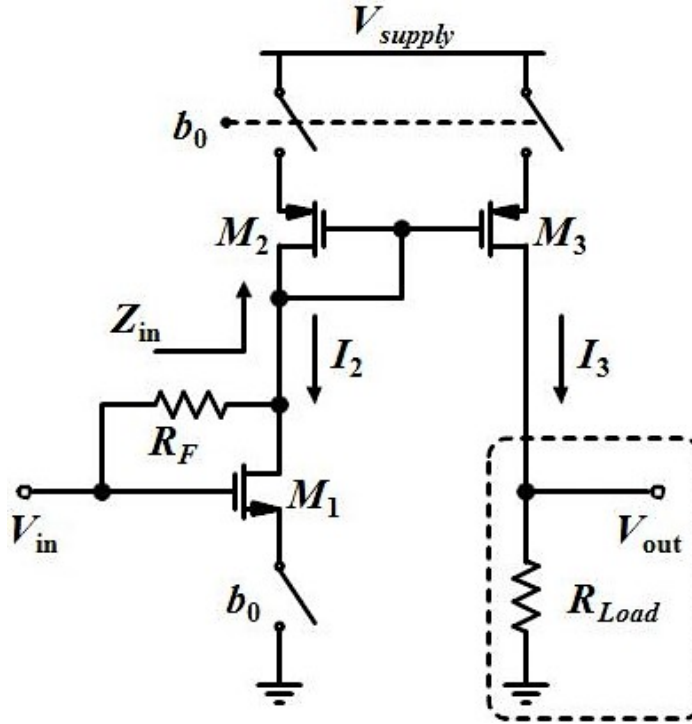 V_supply
b_0
M_2
M_3
Z_in
I_2
I_3
R_F
V_in
M_1
V_out
b_0
R_Load